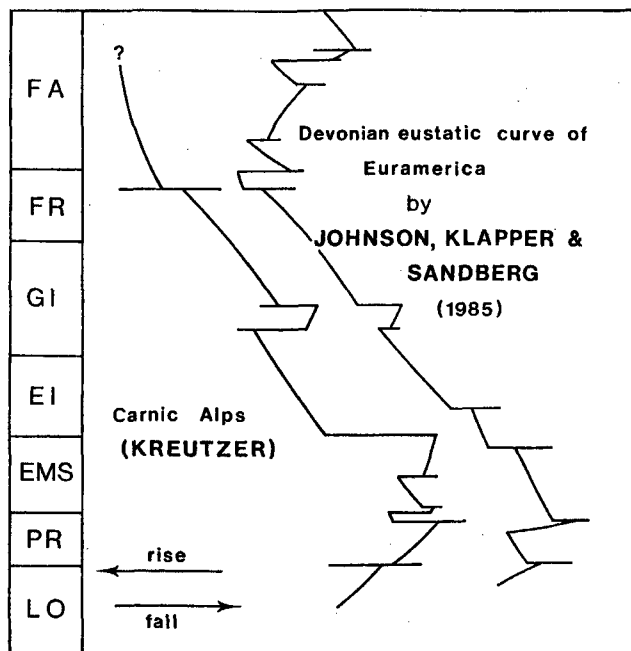 ?
FA
FR
GI
EI
EMS
PR
LO
Devonian eustatic curve of
Euramerica
by
JOHNSON, KLAPPER &
SANDBERG
(1985)
Carnic Alps
(KREUTZER)
rise
fall